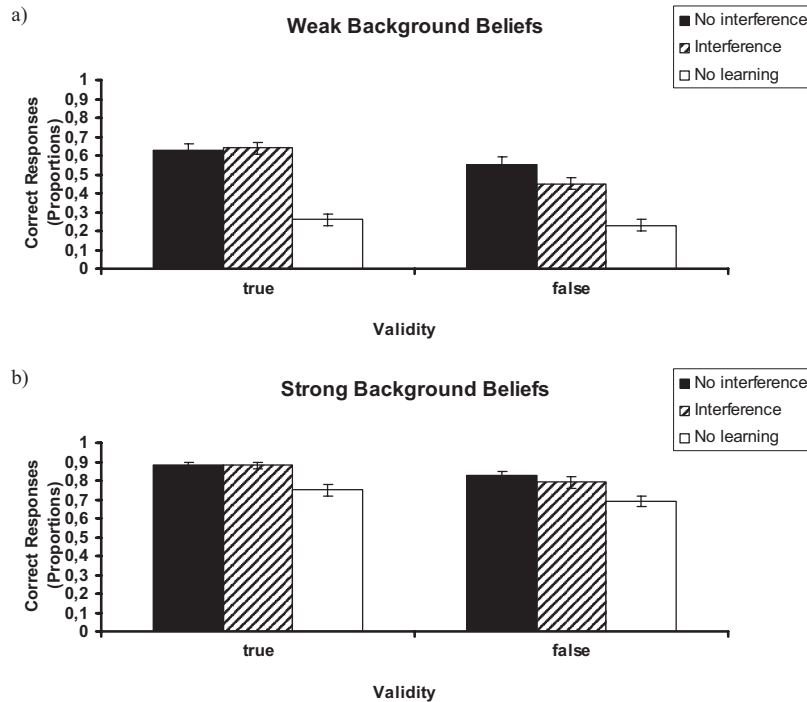 a)
Weak Background Beliefs
No interference
Interference
No learning
Correct Responses
(Proportions)
1
0,9
0,8
0,7
0,6
0,5
0,4
0,3
0,2
0,1
0
true
false
Validity
b)
Strong Background Beliefs
No interference
Interference
No learning
Correct Responses
(Proportions)
1
0,9
0,8
0,7
0,6
0,5
0,4
0,3
0,2
0,1
0
true
false
Validity